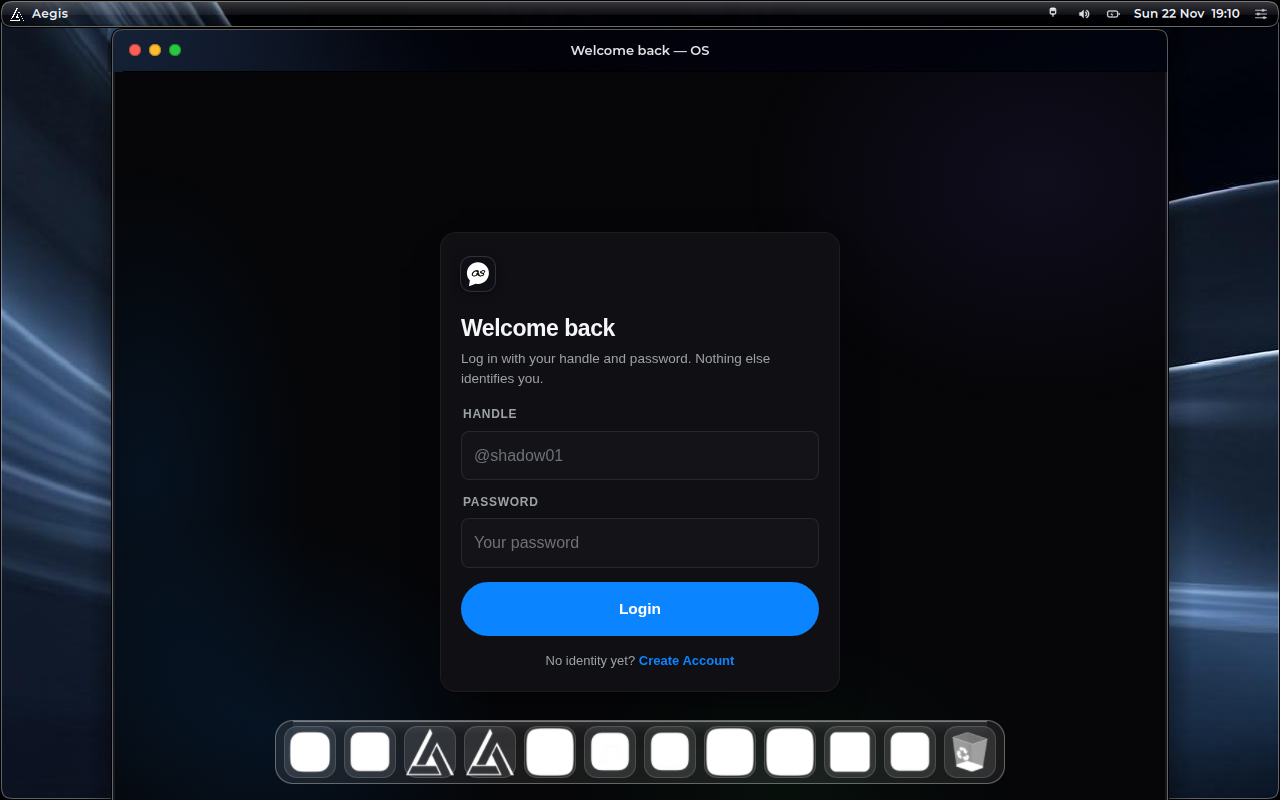 Aegis
Sun 22 Nov 19:10
Welcome back — OS
OS
Welcome back
Log in with your handle and password. Nothing else
identifies you.
HANDLE
@shadow01
PASSWORD
Your password
Login
No identity yet? Create Account